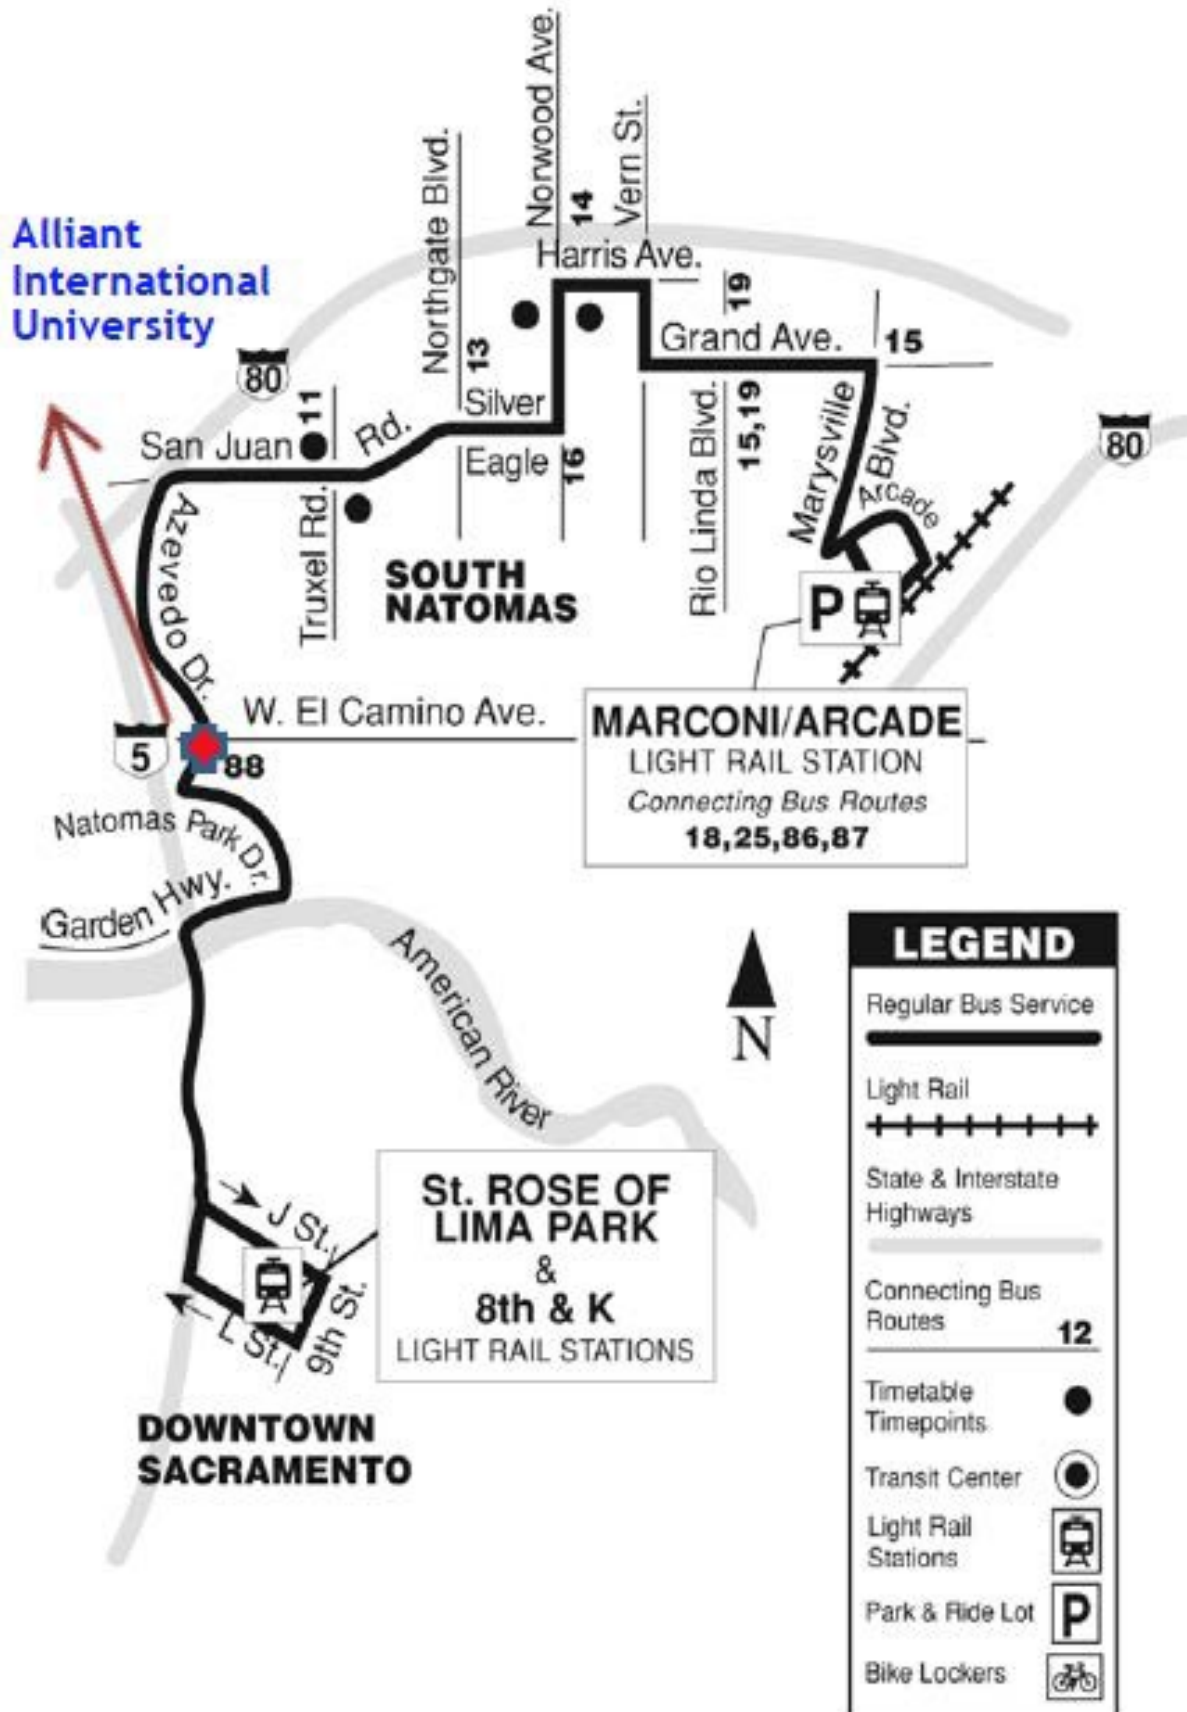 Norwood Ave.
Vern St.
Northgate Blvd.
14
Alliant
International
University
Harris Ave.
19
Grand Ave.
15
13
80
11
Silver
San Juan
Rd.
Eagle
16
Rio Linda Blvd.
15,19
Marysville
Blvd.
Arcade
80
Azevedo Dr.
Truxel Rd.
SOUTH
NATOMAS
P
W. El Camino Ave.
5
88
MARCONI/ARCADE
LIGHT RAIL STATION
Connecting Bus Routes
18,25,86,87
Natomas Park Dr.
Garden Hwy.
American River
N
St. ROSE OF
LIMA PARK
&
8th & K
LIGHT RAIL STATIONS
J St.
9th St.
L St.
DOWNTOWN
SACRAMENTO
LEGEND
Regular Bus Service
Light Rail
State & Interstate
Highways
Connecting Bus
Routes
12
Timetable
Timepoints
Transit Center
Light Rail
Stations
Park & Ride Lot
P
Bike Lockers